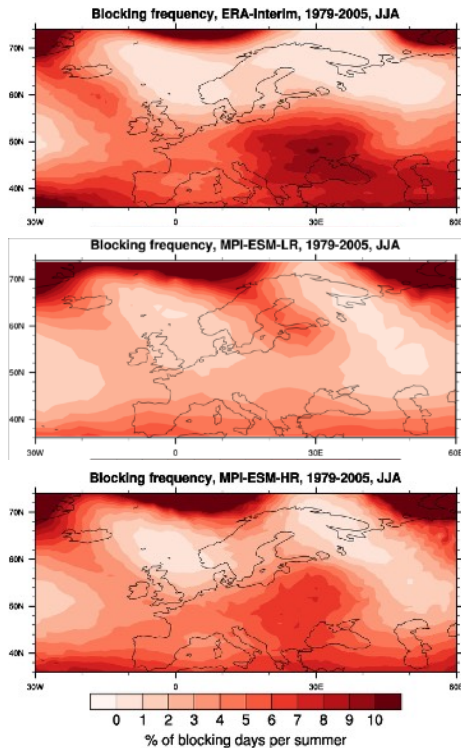 Blocking frequency, ERA-Interim, 1979-2005, JJA
70N
60N
50N
40N
30W 0 30E 60E
Blocking frequency, MPI-ESM-LR, 1979-2005, JJA
70N
60N
50N
40N
30W 0 30E 60E
Blocking frequency, MPI-ESM-HR, 1979-2005, JJA
70N
60N
50N
40N
30W 0 30E 60E
0 1 2 3 4 5 6 7 8 9 10
% of blocking days per summer